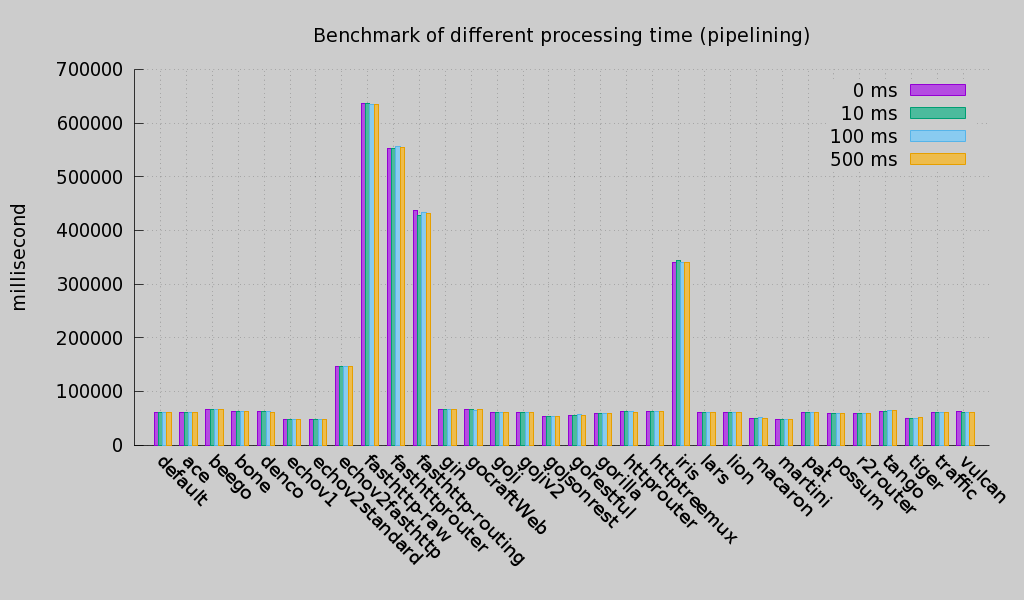 Benchmark of different processing time (pipelining)
700000
600000
500000
400000
300000
200000
100000
0
millisecond
0 ms
10 ms
100 ms
500 ms
default
ace
beego
bone
denco
echov1
echov2standard
echov2fasthttp
fasthttp-raw
fasthttprouter
fasthttp-routing
gin
gocraftWeb
goji
gojiv2
gojsonrest
gorestful
gorilla
httprouter
httptreemux
iris
lars
lion
macaron
martini
pat
possum
r2router
tango
tiger
traffic
vulcan